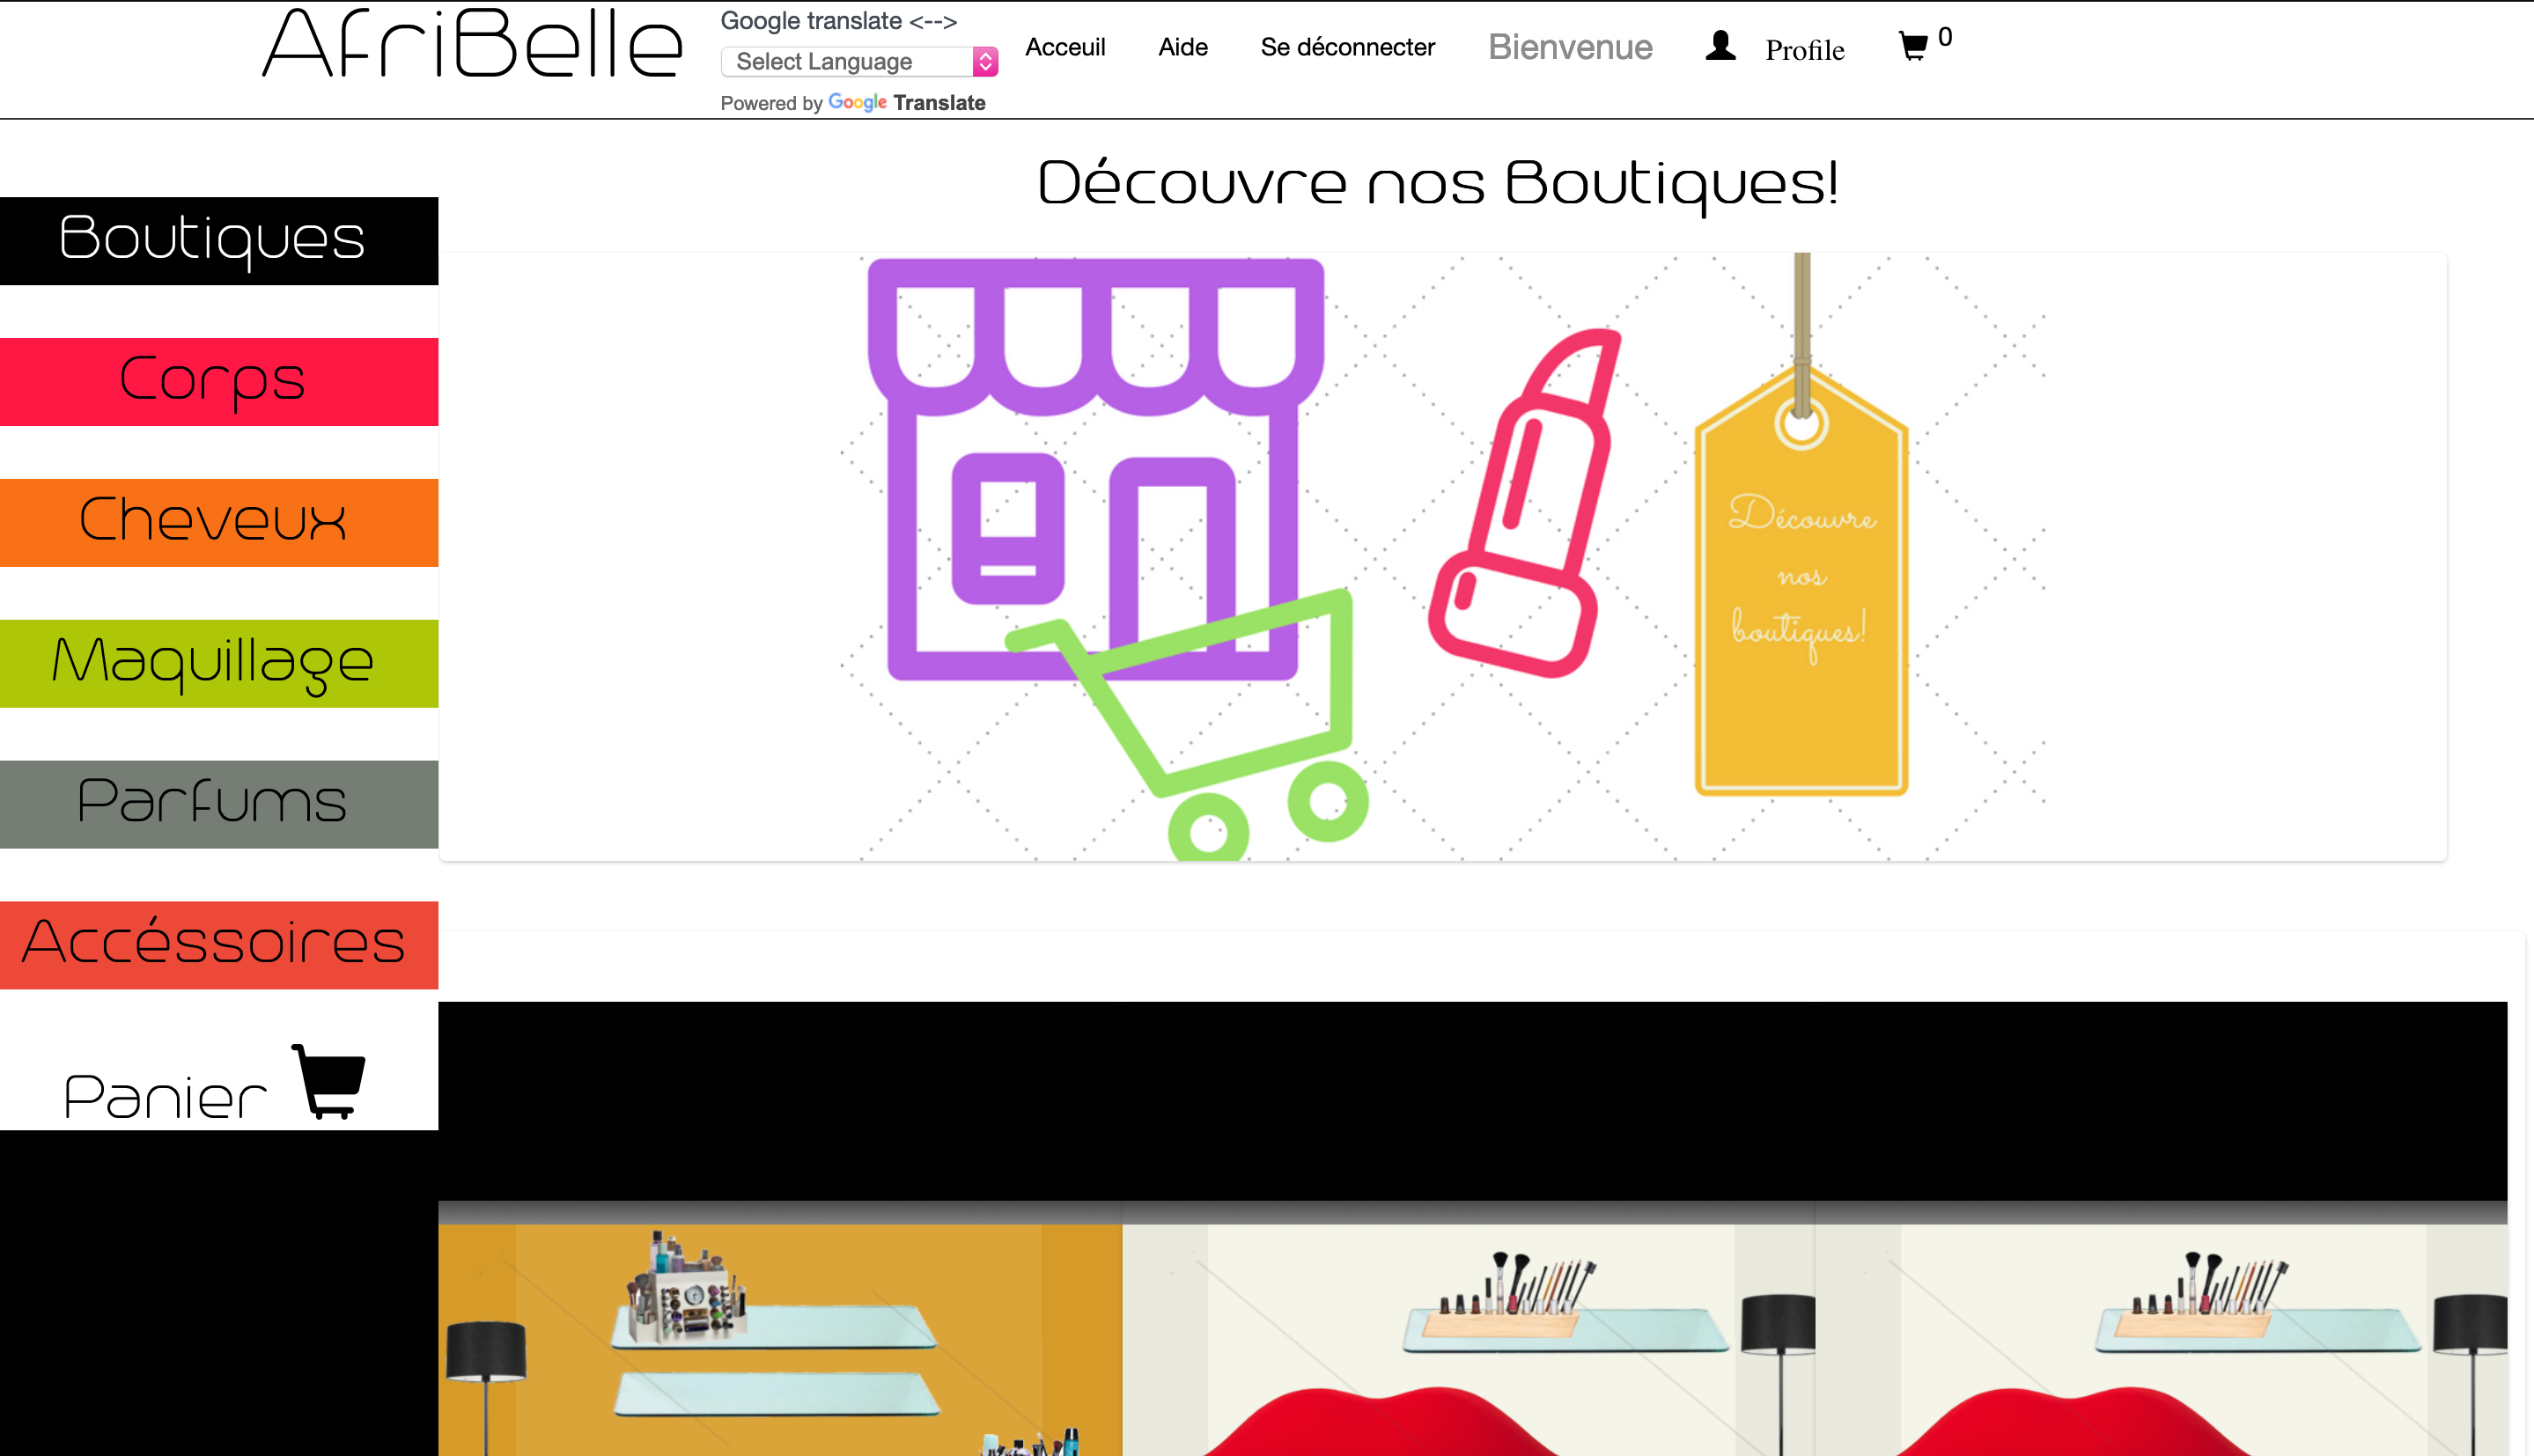 AfriBelle
Google translate <-->
Select Language
Powered by Google Translate
Acceuil
Aide
Se déconnecter
Bienvenue
Profile
0
Découvre nos Boutiques!
Boutiques
Corps
Cheveux
Maquillage
Parfums
Accéssoires
Panier
Découvre
nos
boutiques!